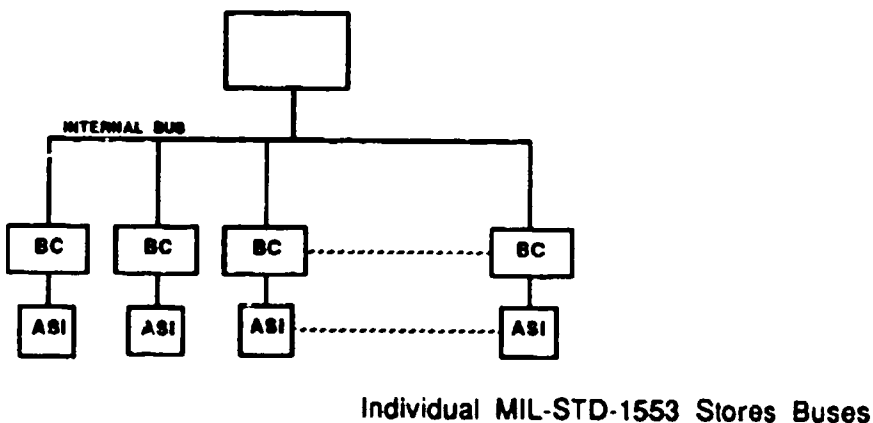 INTERNAL BUS
BC BC BC BC
ASI ASI ASI ASI
Individual MIL-STD-1553 Stores Buses